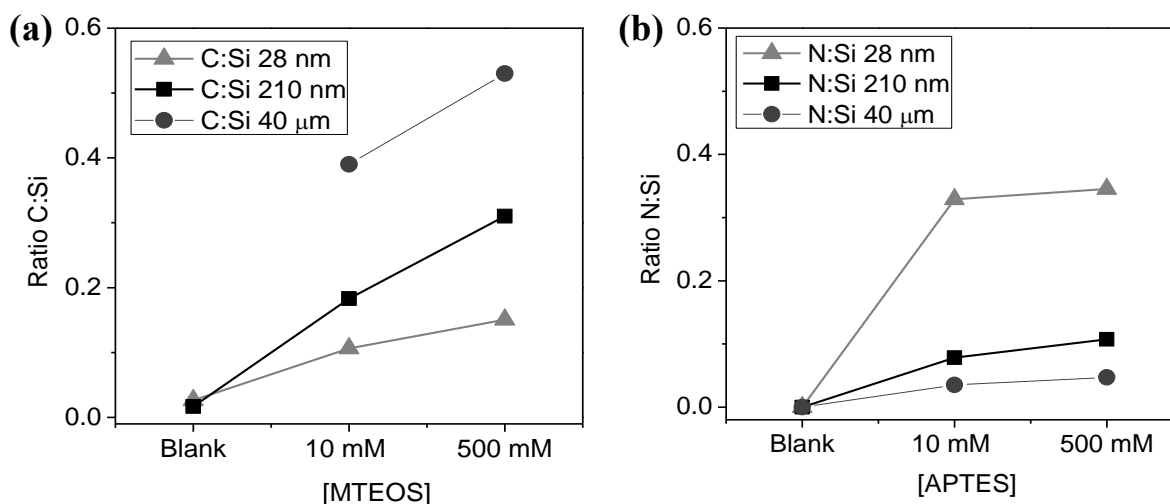 (a)
0.6
0.4
0.2
0.0
Ratio C:Si
C:Si 28 nm
C:Si 210 nm
C:Si 40 μm
Blank
10 mM
500 mM
[MTEOS]
(b)
0.6
0.4
0.2
0.0
Ratio N:Si
N:Si 28 nm
N:Si 210 nm
N:Si 40 μm
Blank
10 mM
500 mM
[APTES]